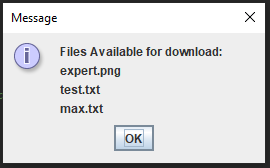 Message
Files Available for download:
expert.png
test.txt
max.txt
OK